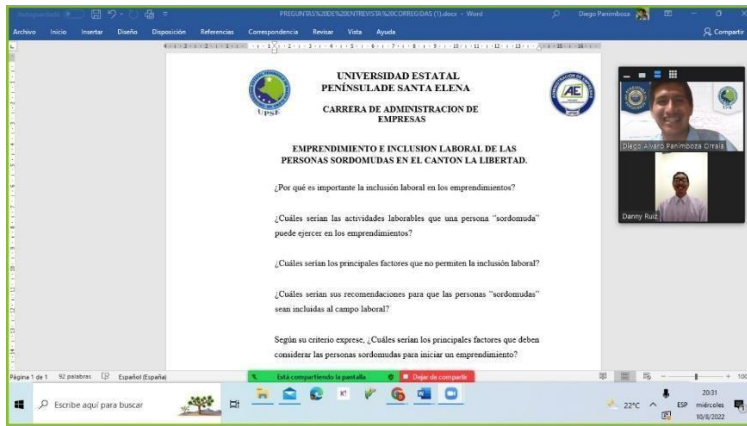 PREGUNTAS%20DE%20ENTREVISTA%20CORREGIDAS (1).docx - Word
Diego Panimboza
Archivo Inicio Insertar Diseño Disposición Referencias Correspondencia Revisar Vista Ayuda
Compartir
UNIVERSIDAD ESTATAL
PENÍNSULADE SANTA ELENA
CARRERA DE ADMINISTRACION DE
EMPRESAS
UPSE
AE
EMPRENDIMIENTO E INCLUSION LABORAL DE LAS
PERSONAS SORDOMUDAS EN EL CANTON LA LIBERTAD.
¿Por qué es importante la inclusión laboral en los emprendimientos?
¿Cuáles serían las actividades laborables que una persona "sordomuda"
puede ejercer en los emprendimientos?
¿Cuáles serían los principales factores que no permiten la inclusión laboral?
¿Cuáles serían sus recomendaciones para que las personas "sordomudas"
sean incluidas al campo laboral?
Según su criterio exprese, ¿Cuáles serían los principales factores que deben
considerar las personas sordomudas para iniciar un emprendimiento?
Diego Alvaro Panimboza Orrala
Danny Ruiz
Página 1 de 1 92 palabras Español (España)
Está compartiendo la pantalla Dejar de compartir
Escribe aquí para buscar
22°C ESP
20:31
miércoles
10/8/2022